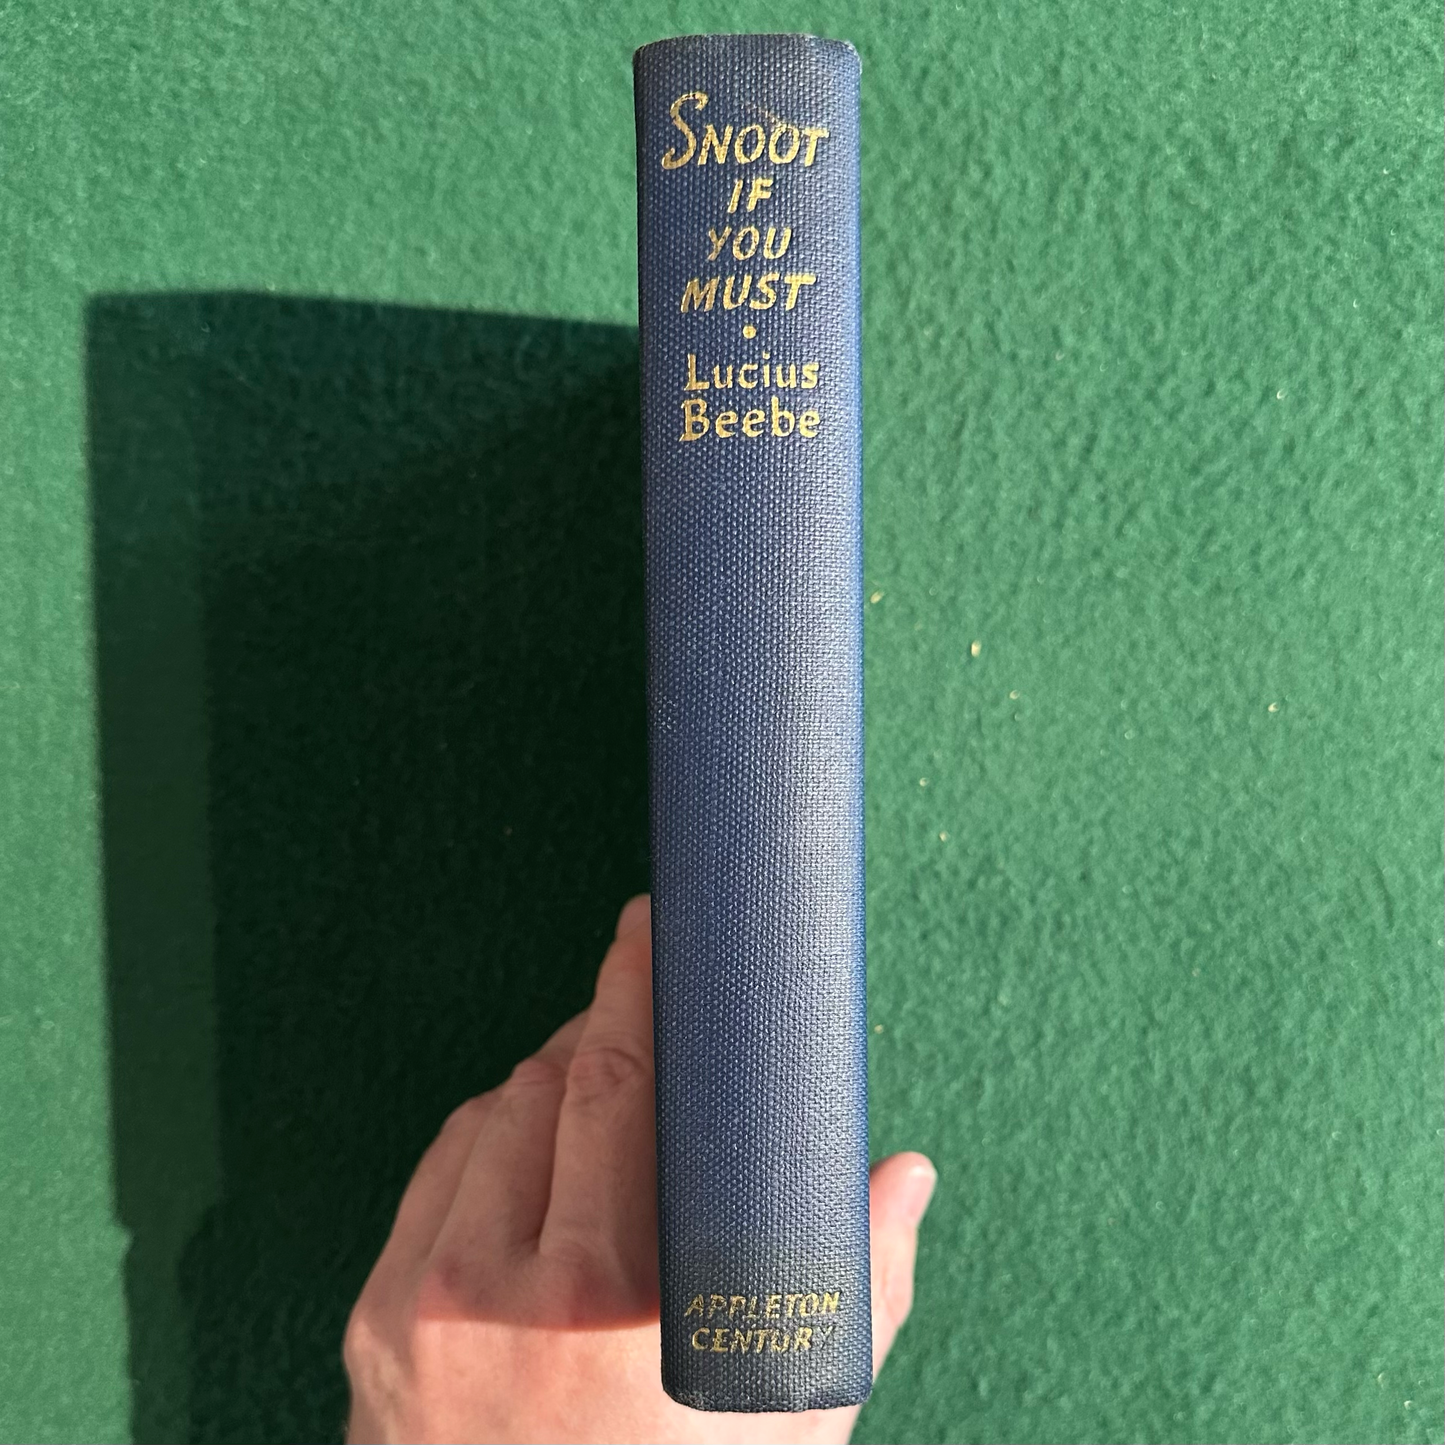 SNOOT
IF
YOU
MUST
•
Lucius
Beebe
APPLETON
CENTURY